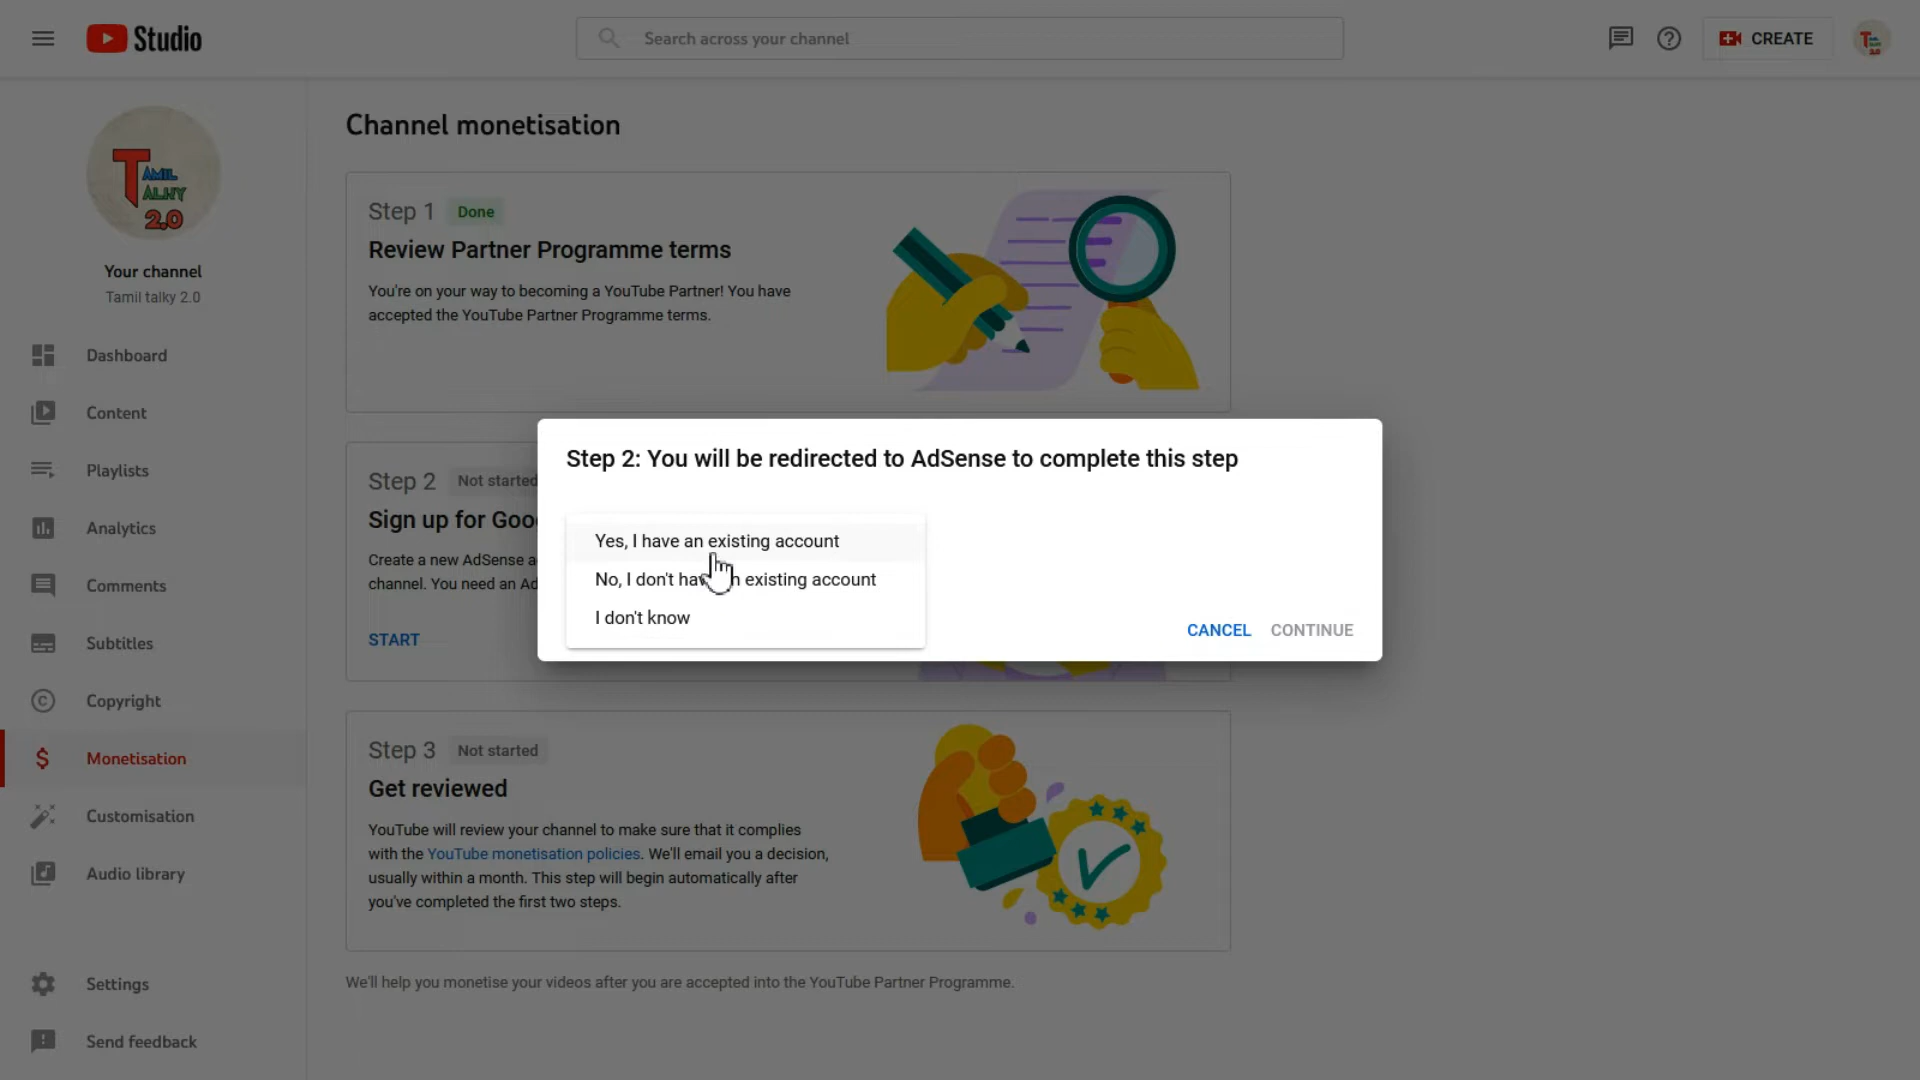 Studio
Search across your channel
CREATE
TAMIL
TALKY
2.0
Your channel
Tamil talky 2.0
Dashboard
Content
Playlists
Analytics
Comments
Subtitles
Copyright
Monetisation
Customisation
Audio library
Settings
Send feedback
Channel monetisation
Step 1 Done
Review Partner Programme terms
You're on your way to becoming a YouTube Partner! You have
accepted the YouTube Partner Programme terms.
Step 2 Not started
Sign up for Goo
Create a new AdSense a
channel. You need an Ad
START
Step 2: You will be redirected to AdSense to complete this step
Yes, I have an existing account
No, I don't hav n existing account
I don't know
CANCEL CONTINUE
Step 3 Not started
Get reviewed
YouTube will review your channel to make sure that it complies
with the YouTube monetisation policies. We'll email you a decision,
usually within a month. This step will begin automatically after
you've completed the first two steps.
We'll help you monetise your videos after you are accepted into the YouTube Partner Programme.